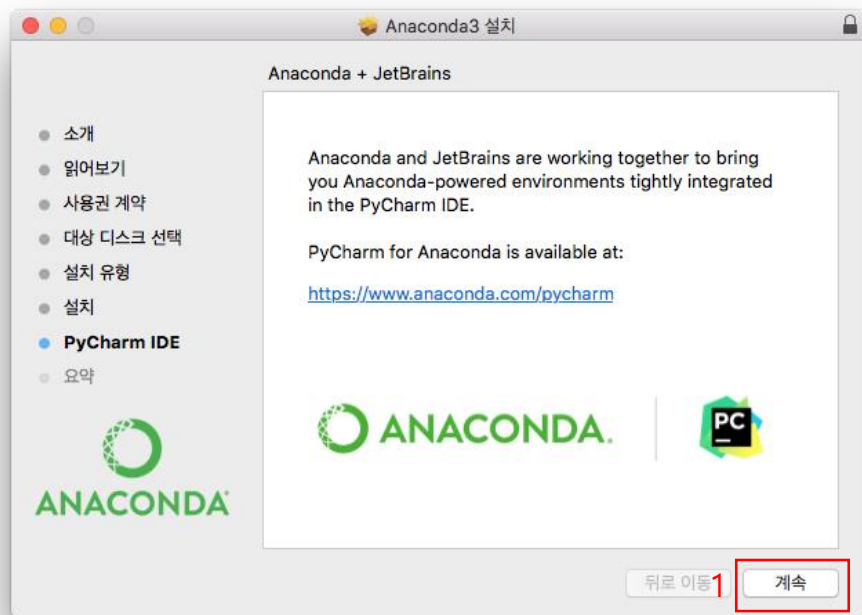 Anaconda3 설치
Anaconda + JetBrains
소개
읽어보기
사용권 계약
대상 디스크 선택
설치 유형
설치
PyCharm IDE
요약
ANACONDA
Anaconda and JetBrains are working together to bring
you Anaconda-powered environments tightly integrated
in the PyCharm IDE.
PyCharm for Anaconda is available at:
https://www.anaconda.com/pycharm
ANACONDA.
PC
뒤로 이동
1
계속